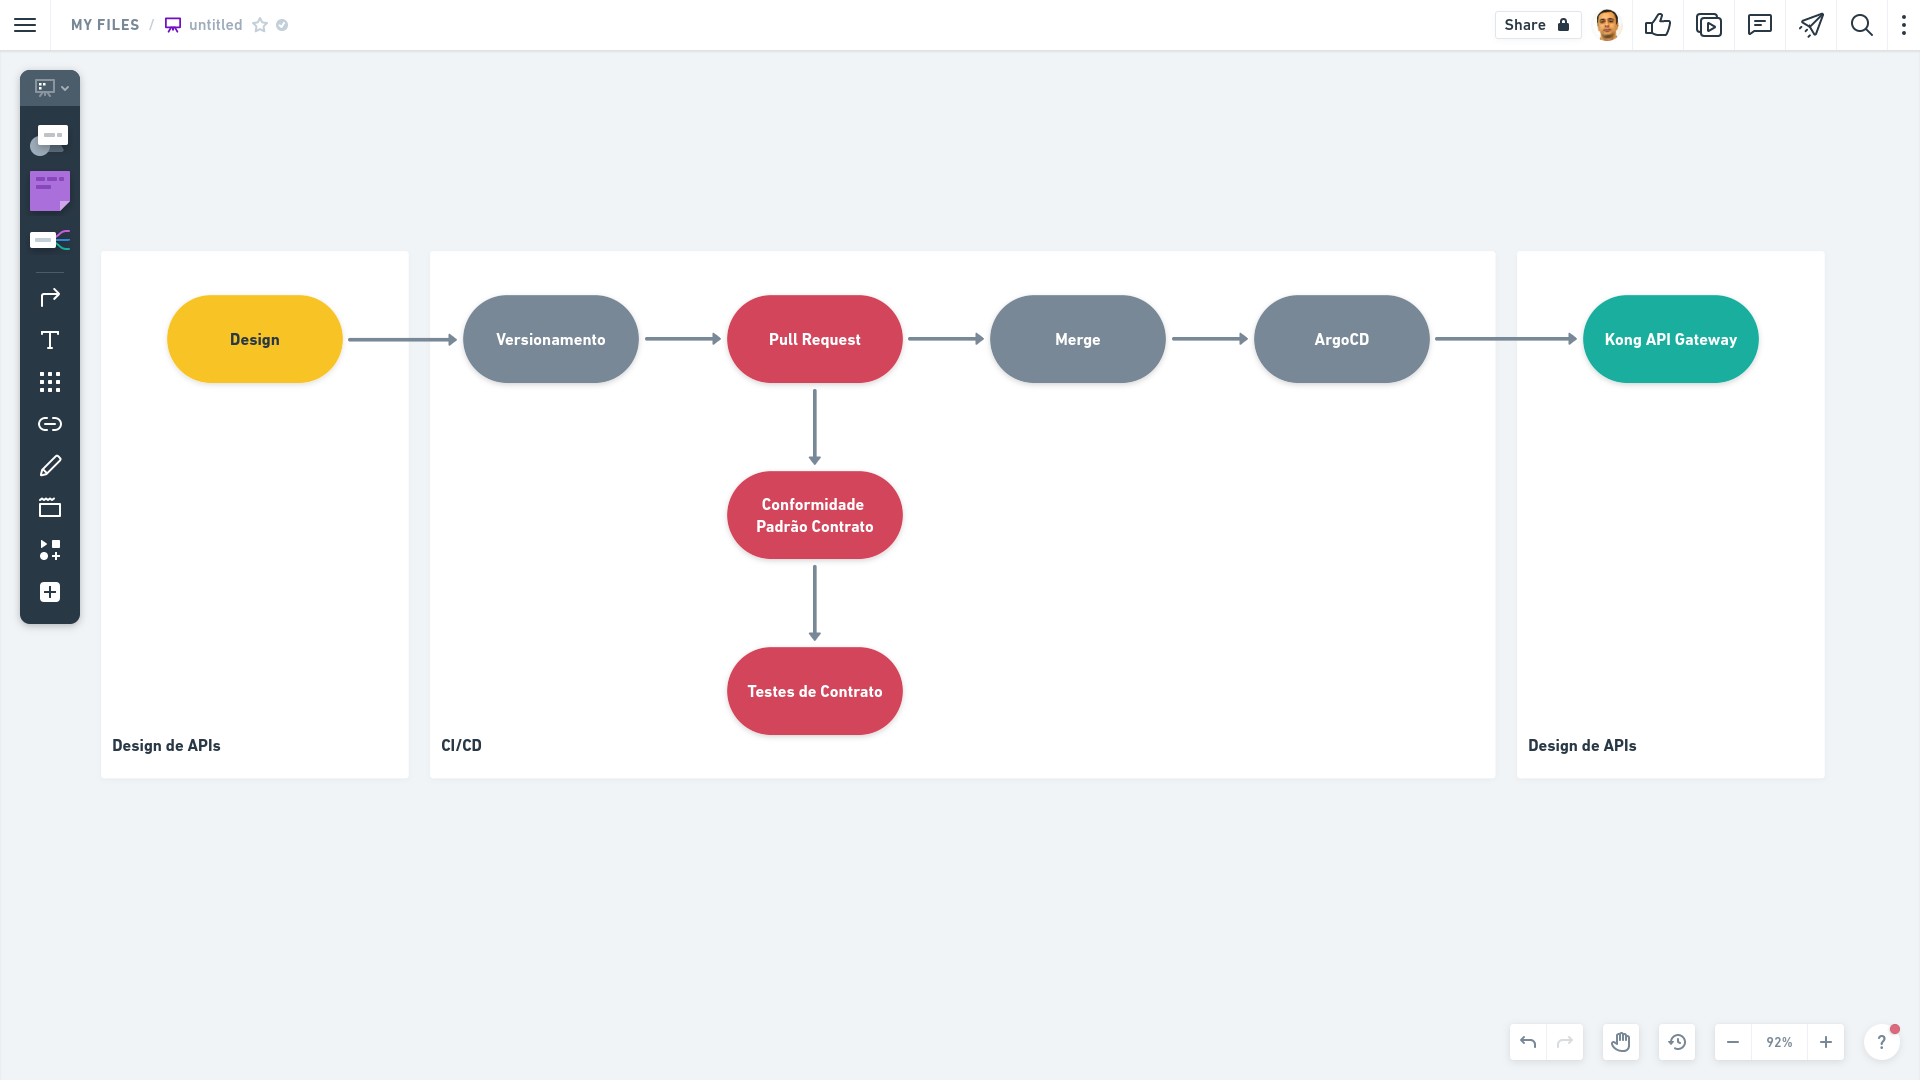 MY FILES / untitled
Share
Design
Versionamento
Pull Request
Merge
ArgoCD
Kong API Gateway
Conformidade
Padrão Contrato
Testes de Contrato
Design de APIs
CI/CD
Design de APIs
92%
?